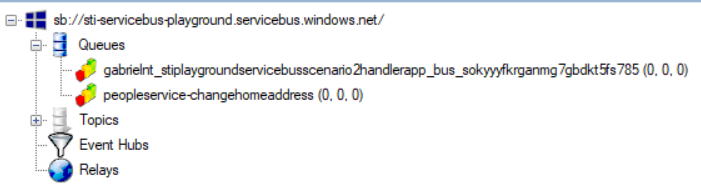 sb://sti-servicebus-playground.servicebus.windows.net/
Queues
gabrielnt_stiplaygroundservicebusscenario2handlerapp_bus_sokyyyfkrganmg7gbdkt5fs785 (0, 0, 0)
peopleservice-changehomeaddress (0, 0, 0)
Topics
Event Hubs
Relays